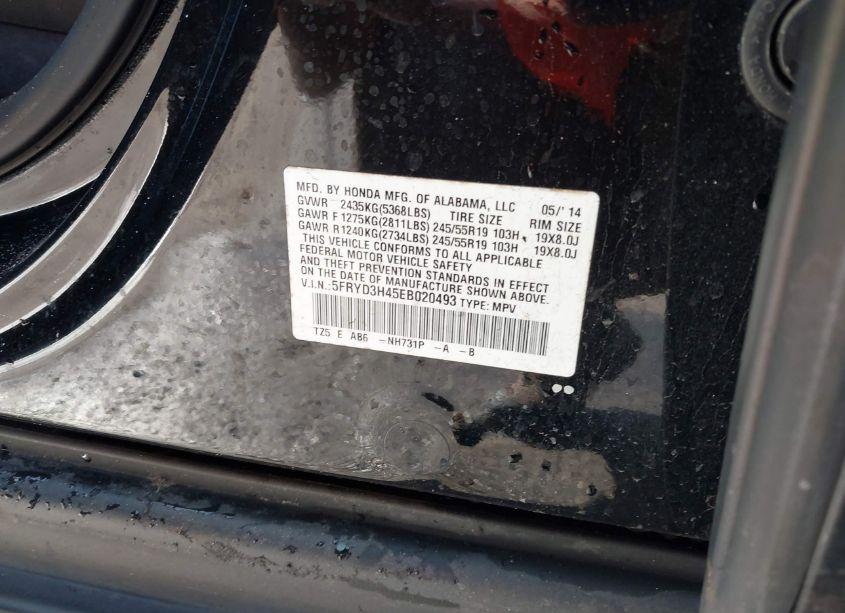 MFD. BY HONDA MFG. OF ALABAMA, LLC 05/'14
GVWR 2435KG(5368LBS) TIRE SIZE RIM SIZE
GAWR F 1275KG(2811LBS) 245/55R19 103H, 19X8.0J
GAWR R 1240KG(2734LBS) 245/55R19 103H, 19X8.0J
THIS VEHICLE CONFORMS TO ALL APPLICABLE
FEDERAL MOTOR VEHICLE SAFETY
AND THEFT PREVENTION STANDARDS IN EFFECT
ON THE DATE OF MANUFACTURE SHOWN ABOVE.
V.I.N.:5FRYD3H45EB020493 TYPE: MPV
TZ5 E AB6 -NH731P -A -B